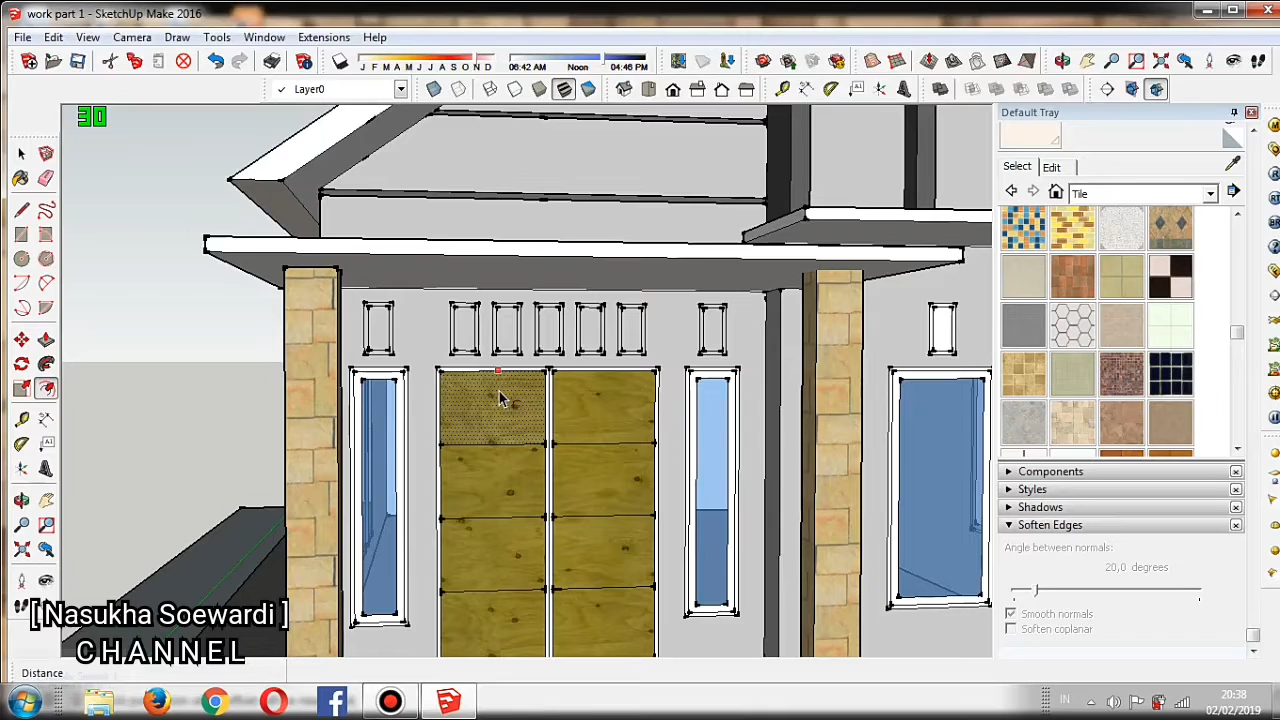 work part 1 - SketchUp Make 2016
File Edit View Camera Draw Tools Window Extensions Help
J F M A M J J A S O N D 06:42 AM Noon 04:46 PM
Layer0
30
Default Tray
Select Edit
Tile
Components
Styles
Shadows
Soften Edges
Angle between normals:
20,0 degrees
Smooth normals
Soften coplanar
[ Nasukha Soewardi ]
CHANNEL
Distance
IN
20:38
02/02/2019